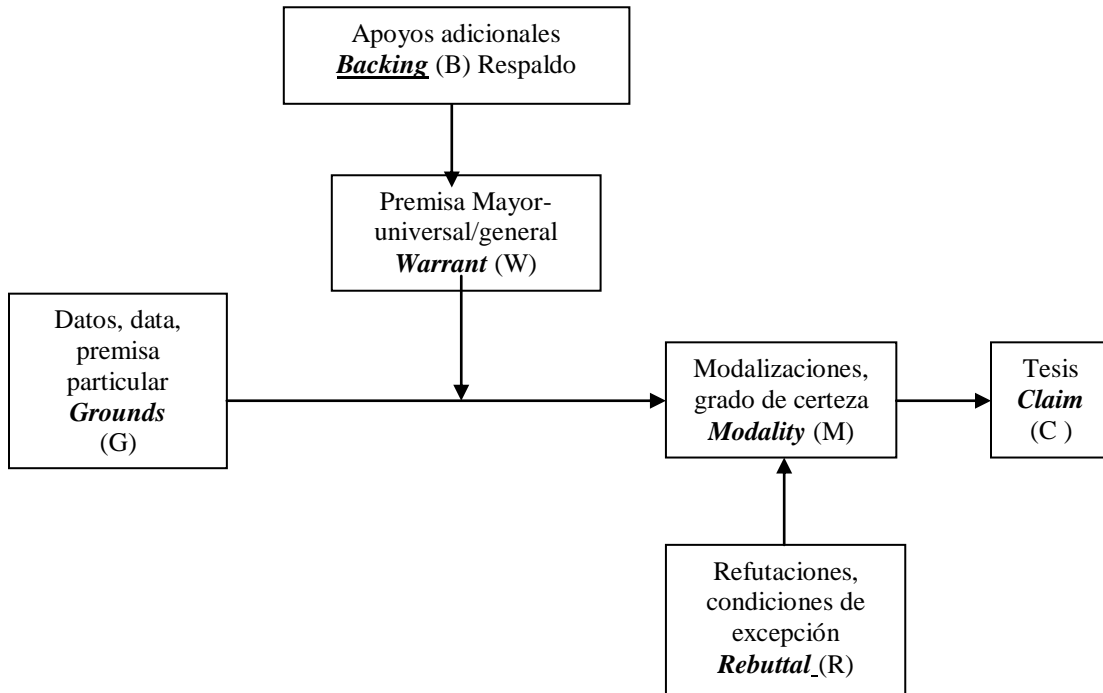 Apoyos adicionales
Backing (B) Respaldo
Premisa Mayor-
universal/general
Warrant (W)
Datos, data,
premisa
particular
Grounds
(G)
Modalizaciones,
grado de certeza
Modality (M)
Tesis
Claim
(C )
Refutaciones,
condiciones de
excepción
Rebuttal (R)